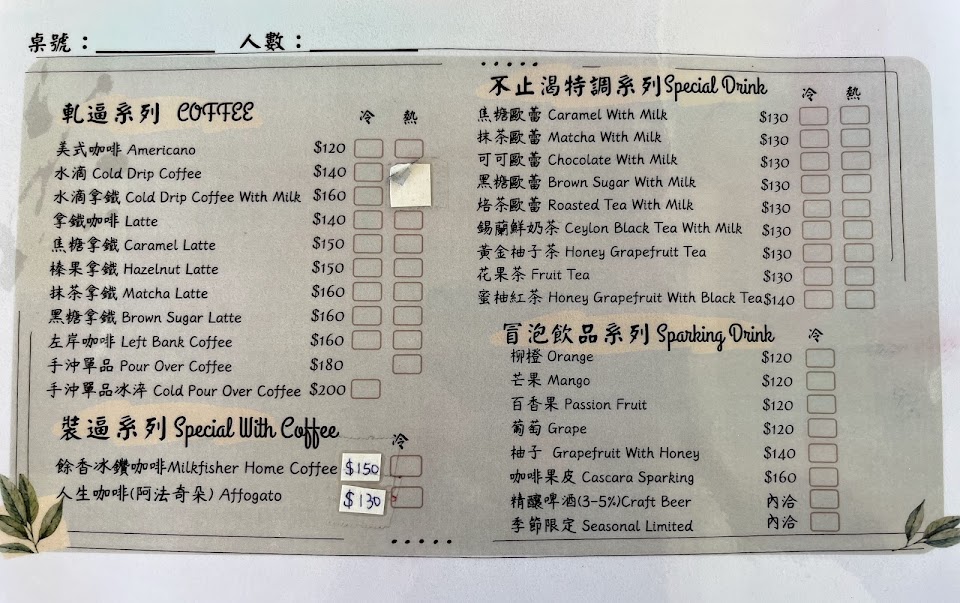 桌號：________ 人數：________
軋逼系列 COFFEE 冷 熱
美式咖啡 Americano $120
水滴 Cold Drip Coffee $140
水滴拿鐵 Cold Drip Coffee With Milk $160
拿鐵咖啡 Latte $140
焦糖拿鐵 Caramel Latte $150
榛果拿鐵 Hazelnut Latte $150
抹茶拿鐵 Matcha Latte $160
黑糖拿鐵 Brown Sugar Latte $160
左岸咖啡 Left Bank Coffee $160
手沖單品 Pour Over Coffee $180
手沖單品冰淬 Cold Pour Over Coffee $200
裝逼系列 Special With Coffee 冷
餘香冰鑽咖啡Milkfisher Home Coffee $150
人生咖啡(阿法奇朵) Affogato $130
不止渴特調系列 Special Drink 冷 熱
焦糖歐蕾 Caramel With Milk $130
抹茶歐蕾 Matcha With Milk $130
可可歐蕾 Chocolate With Milk $130
黑糖歐蕾 Brown Sugar With Milk $130
焙茶歐蕾 Roasted Tea With Milk $130
錫蘭鮮奶茶 Ceylon Black Tea With Milk $130
黃金柚子茶 Honey Grapefruit Tea $130
花果茶 Fruit Tea $130
蜜柚紅茶 Honey Grapefruit With Black Tea $140
冒泡飲品系列 Sparking Drink 冷
柳橙 Orange $120
芒果 Mango $120
百香果 Passion Fruit $120
葡萄 Grape $120
柚子 Grapefruit With Honey $140
咖啡果皮 Cascara Sparking $160
精釀啤酒(3-5%)Craft Beer 內洽
季節限定 Seasonal Limited 內洽